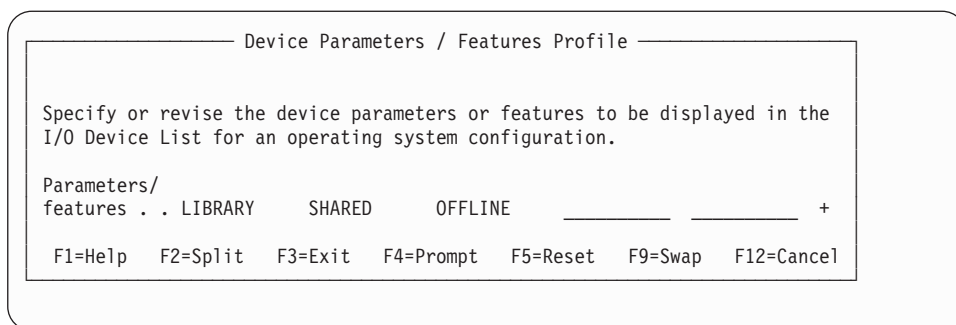 Device Parameters / Features Profile
Specify or revise the device parameters or features to be displayed in the
I/O Device List for an operating system configuration.
Parameters/
features . . LIBRARY SHARED OFFLINE __________ __________ +
F1=Help F2=Split F3=Exit F4=Prompt F5=Reset F9=Swap F12=Cancel